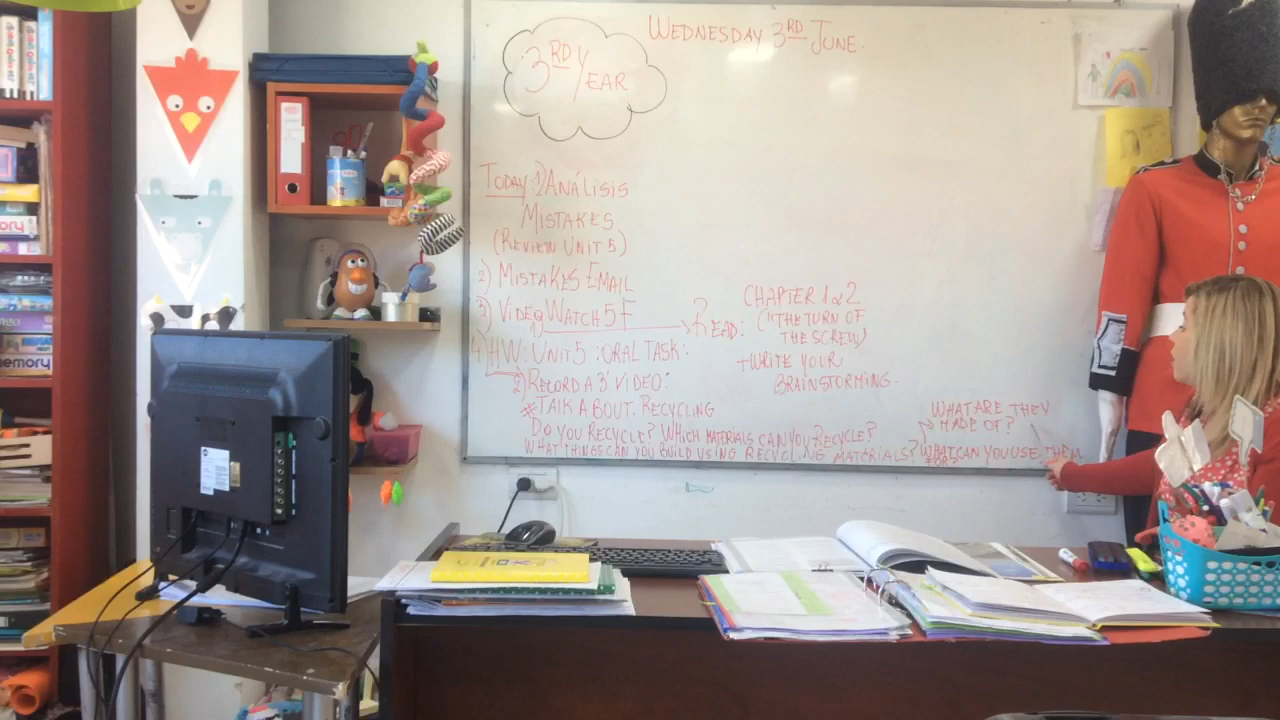 WEDNESDAY 3RD JUNE.
3RD YEAR
TODAY: 1) ANÁLISIS
MISTAKES
(REVIEW UNIT 5)
2) MISTAKES EMAIL
3) VIDEO WATCH 5F
4) HW: UNIT 5: ORAL TASK:
1) READ: CHAPTER 1 & 2
("THE TURN OF
THE SCREW)
+ WRITE YOUR
BRAINSTORMING.
2) RECORD A 3' VIDEO:
* TALK ABOUT RECYCLING
DO YOU RECYCLE? WHICH MATERIALS CAN YOU RECYCLE?
WHAT THINGS CAN YOU BUILD USING RECYCLING MATERIALS?
WHAT ARE THEY
MADE OF?
WHAT CAN YOU USE THEM
FOR?
emory